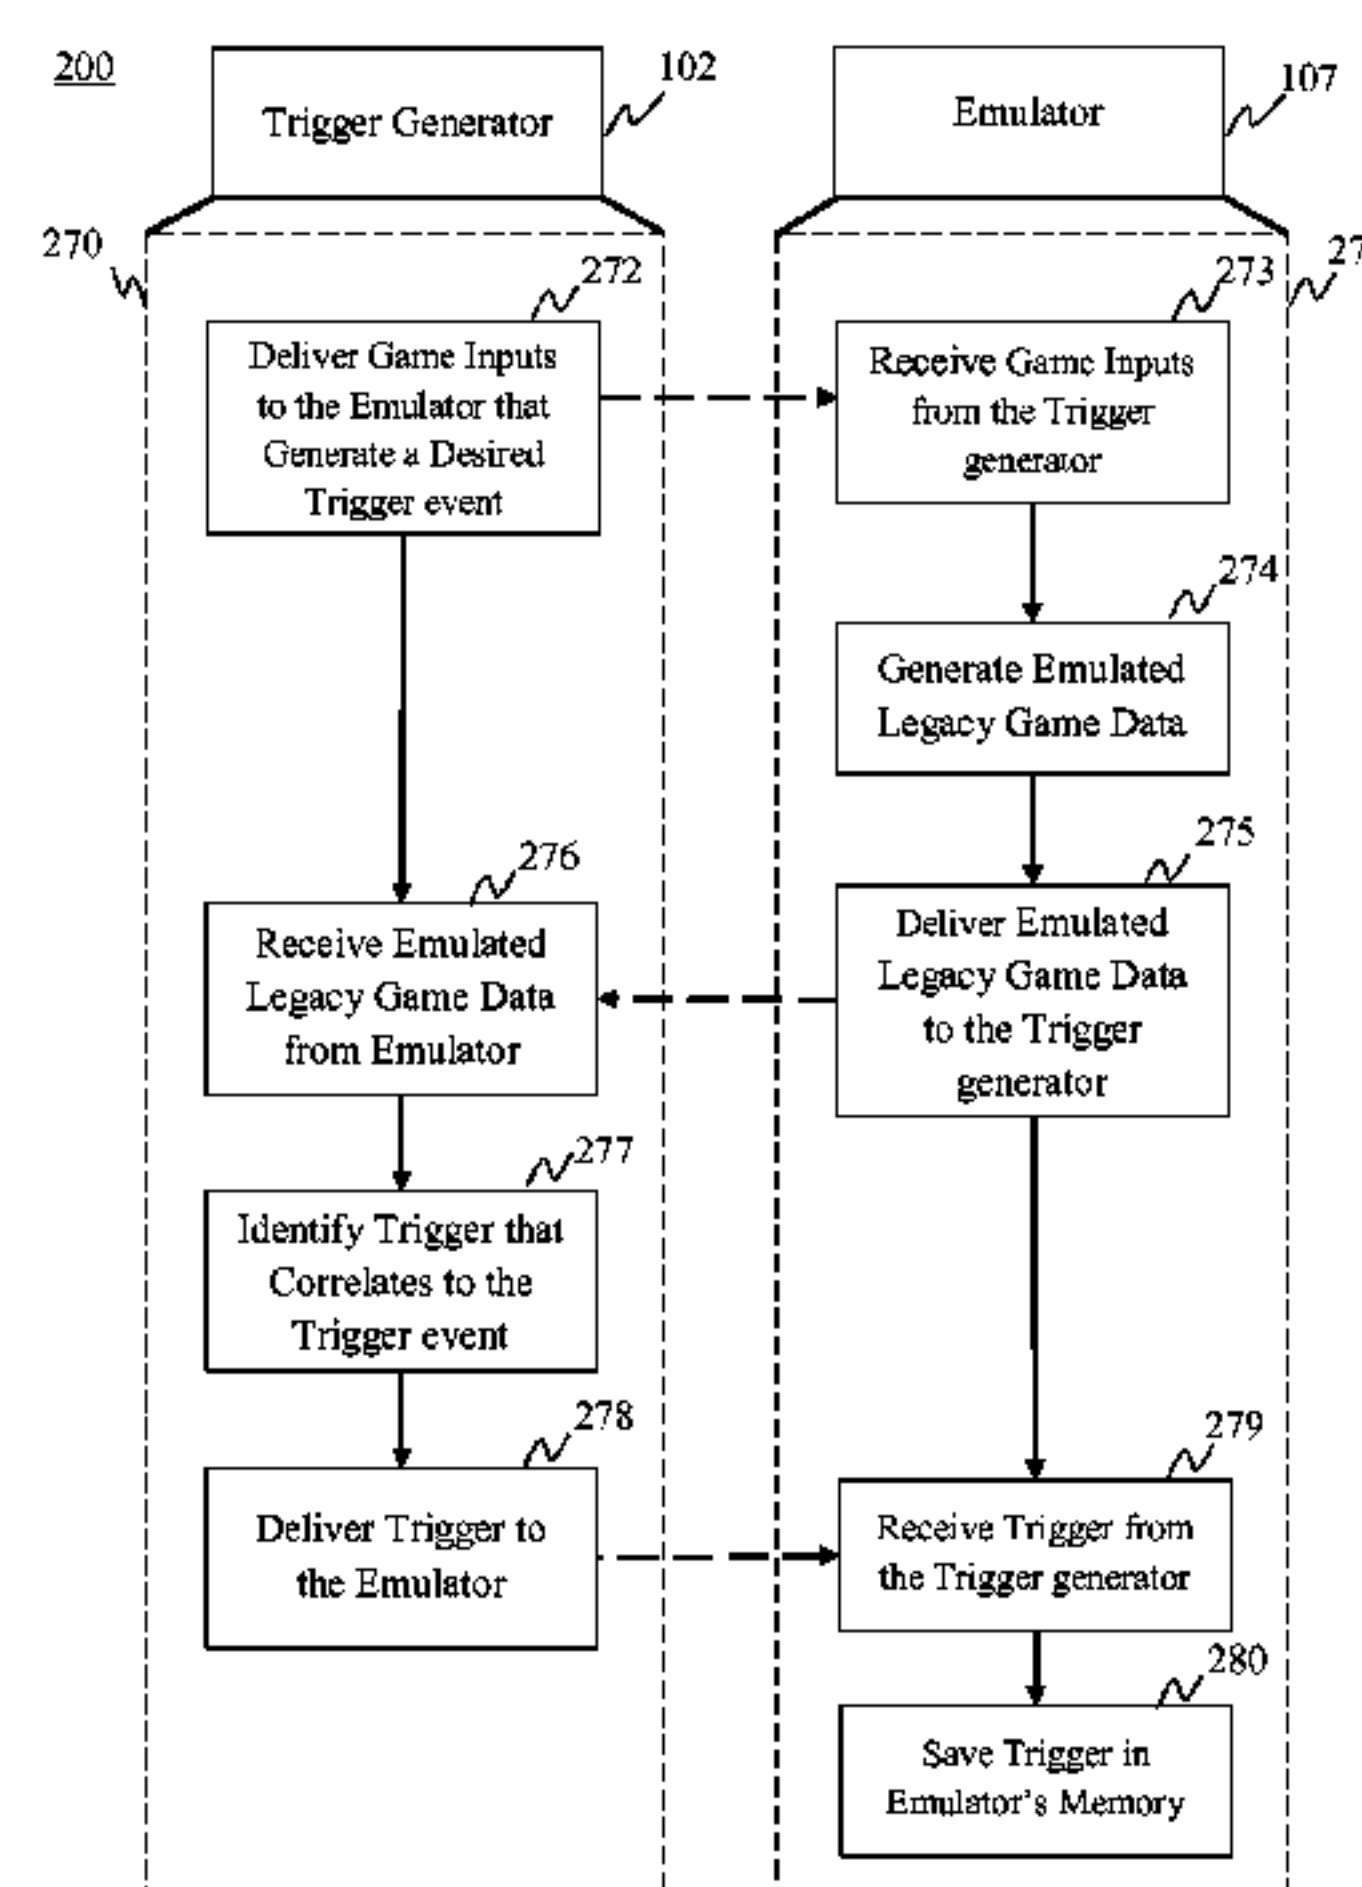 200
Trigger Generator
102
Emulator
107
270
27
272
Deliver Game Inputs
to the Emulator that
Generate a Desired
Trigger event
273
Receive Game Inputs
from the Trigger
generator
274
Generate Emulated
Legacy Game Data
275
Deliver Emulated
Legacy Game Data
to the Trigger
generator
276
Receive Emulated
Legacy Game Data
from Emulator
277
Identify Trigger that
Correlates to the
Trigger event
278
Deliver Trigger to
the Emulator
279
Receive Trigger from
the Trigger generator
280
Save Trigger in
Emulator's Memory